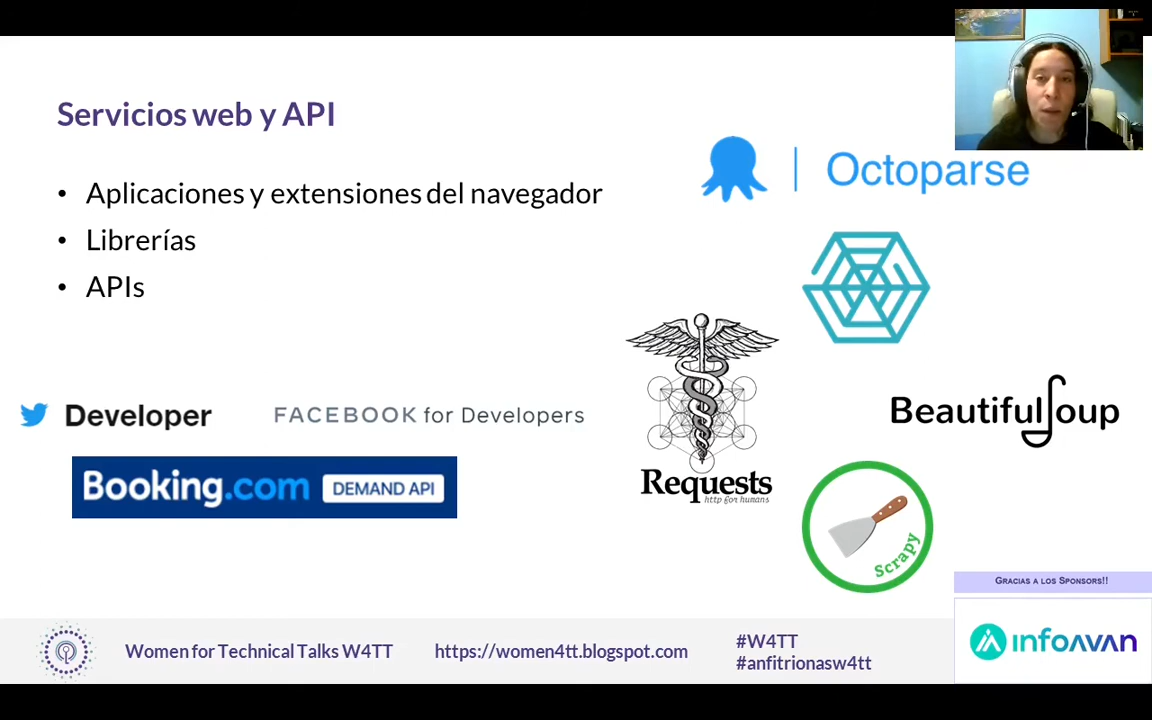 Servicios web y API
• Aplicaciones y extensiones del navegador
• Librerías
• APIs
Octoparse
Developer
FACEBOOK for Developers
Booking.com DEMAND API
Requests
http for humans
BeautifulSoup
Scrapy
GRACIAS A LOS SPONSORS!!
infoAVAN
Women for Technical Talks W4TT
https://women4tt.blogspot.com
#W4TT
#anfitrionasw4tt